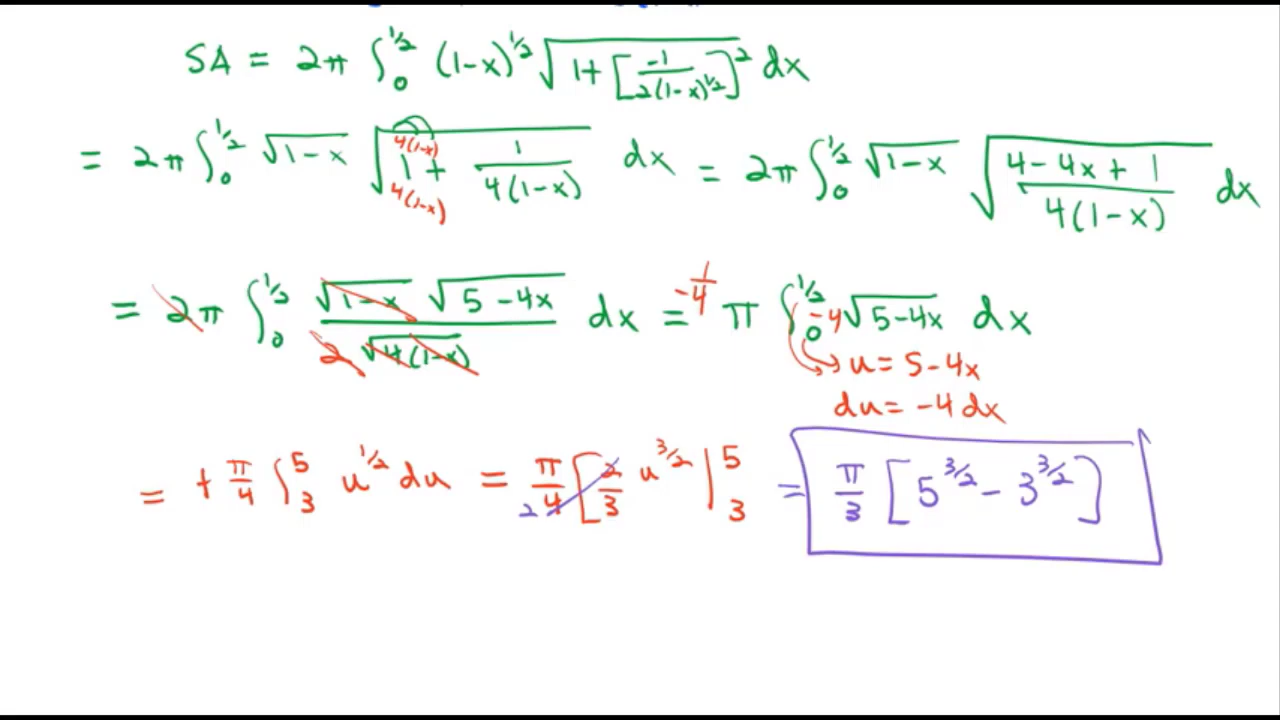 SA = 2π ∫₀^{1/2} (1-x)^{1/2} √(1+ [-1/(2(1-x)^{1/2})]²) dx
= 2π ∫₀^{1/2} √(1-x) √(4(1-x)/4(1-x) 1 + 1/(4(1-x))) dx = 2π ∫₀^{1/2} √(1-x) √((4-4x+1)/(4(1-x))) dx
= 2π ∫₀^{1/2} (√(1-x) √(5-4x))/(2 √(4(1-x))) dx = -1/4 π ∫₀^{1/2} -4√(5-4x) dx
u = 5-4x
du = -4 dx
= + π/4 ∫₃⁵ u^{1/2} du = π/4 2 [2/3 u^{3/2} |₃⁵ = π/3 [5^{3/2} - 3^{3/2}]